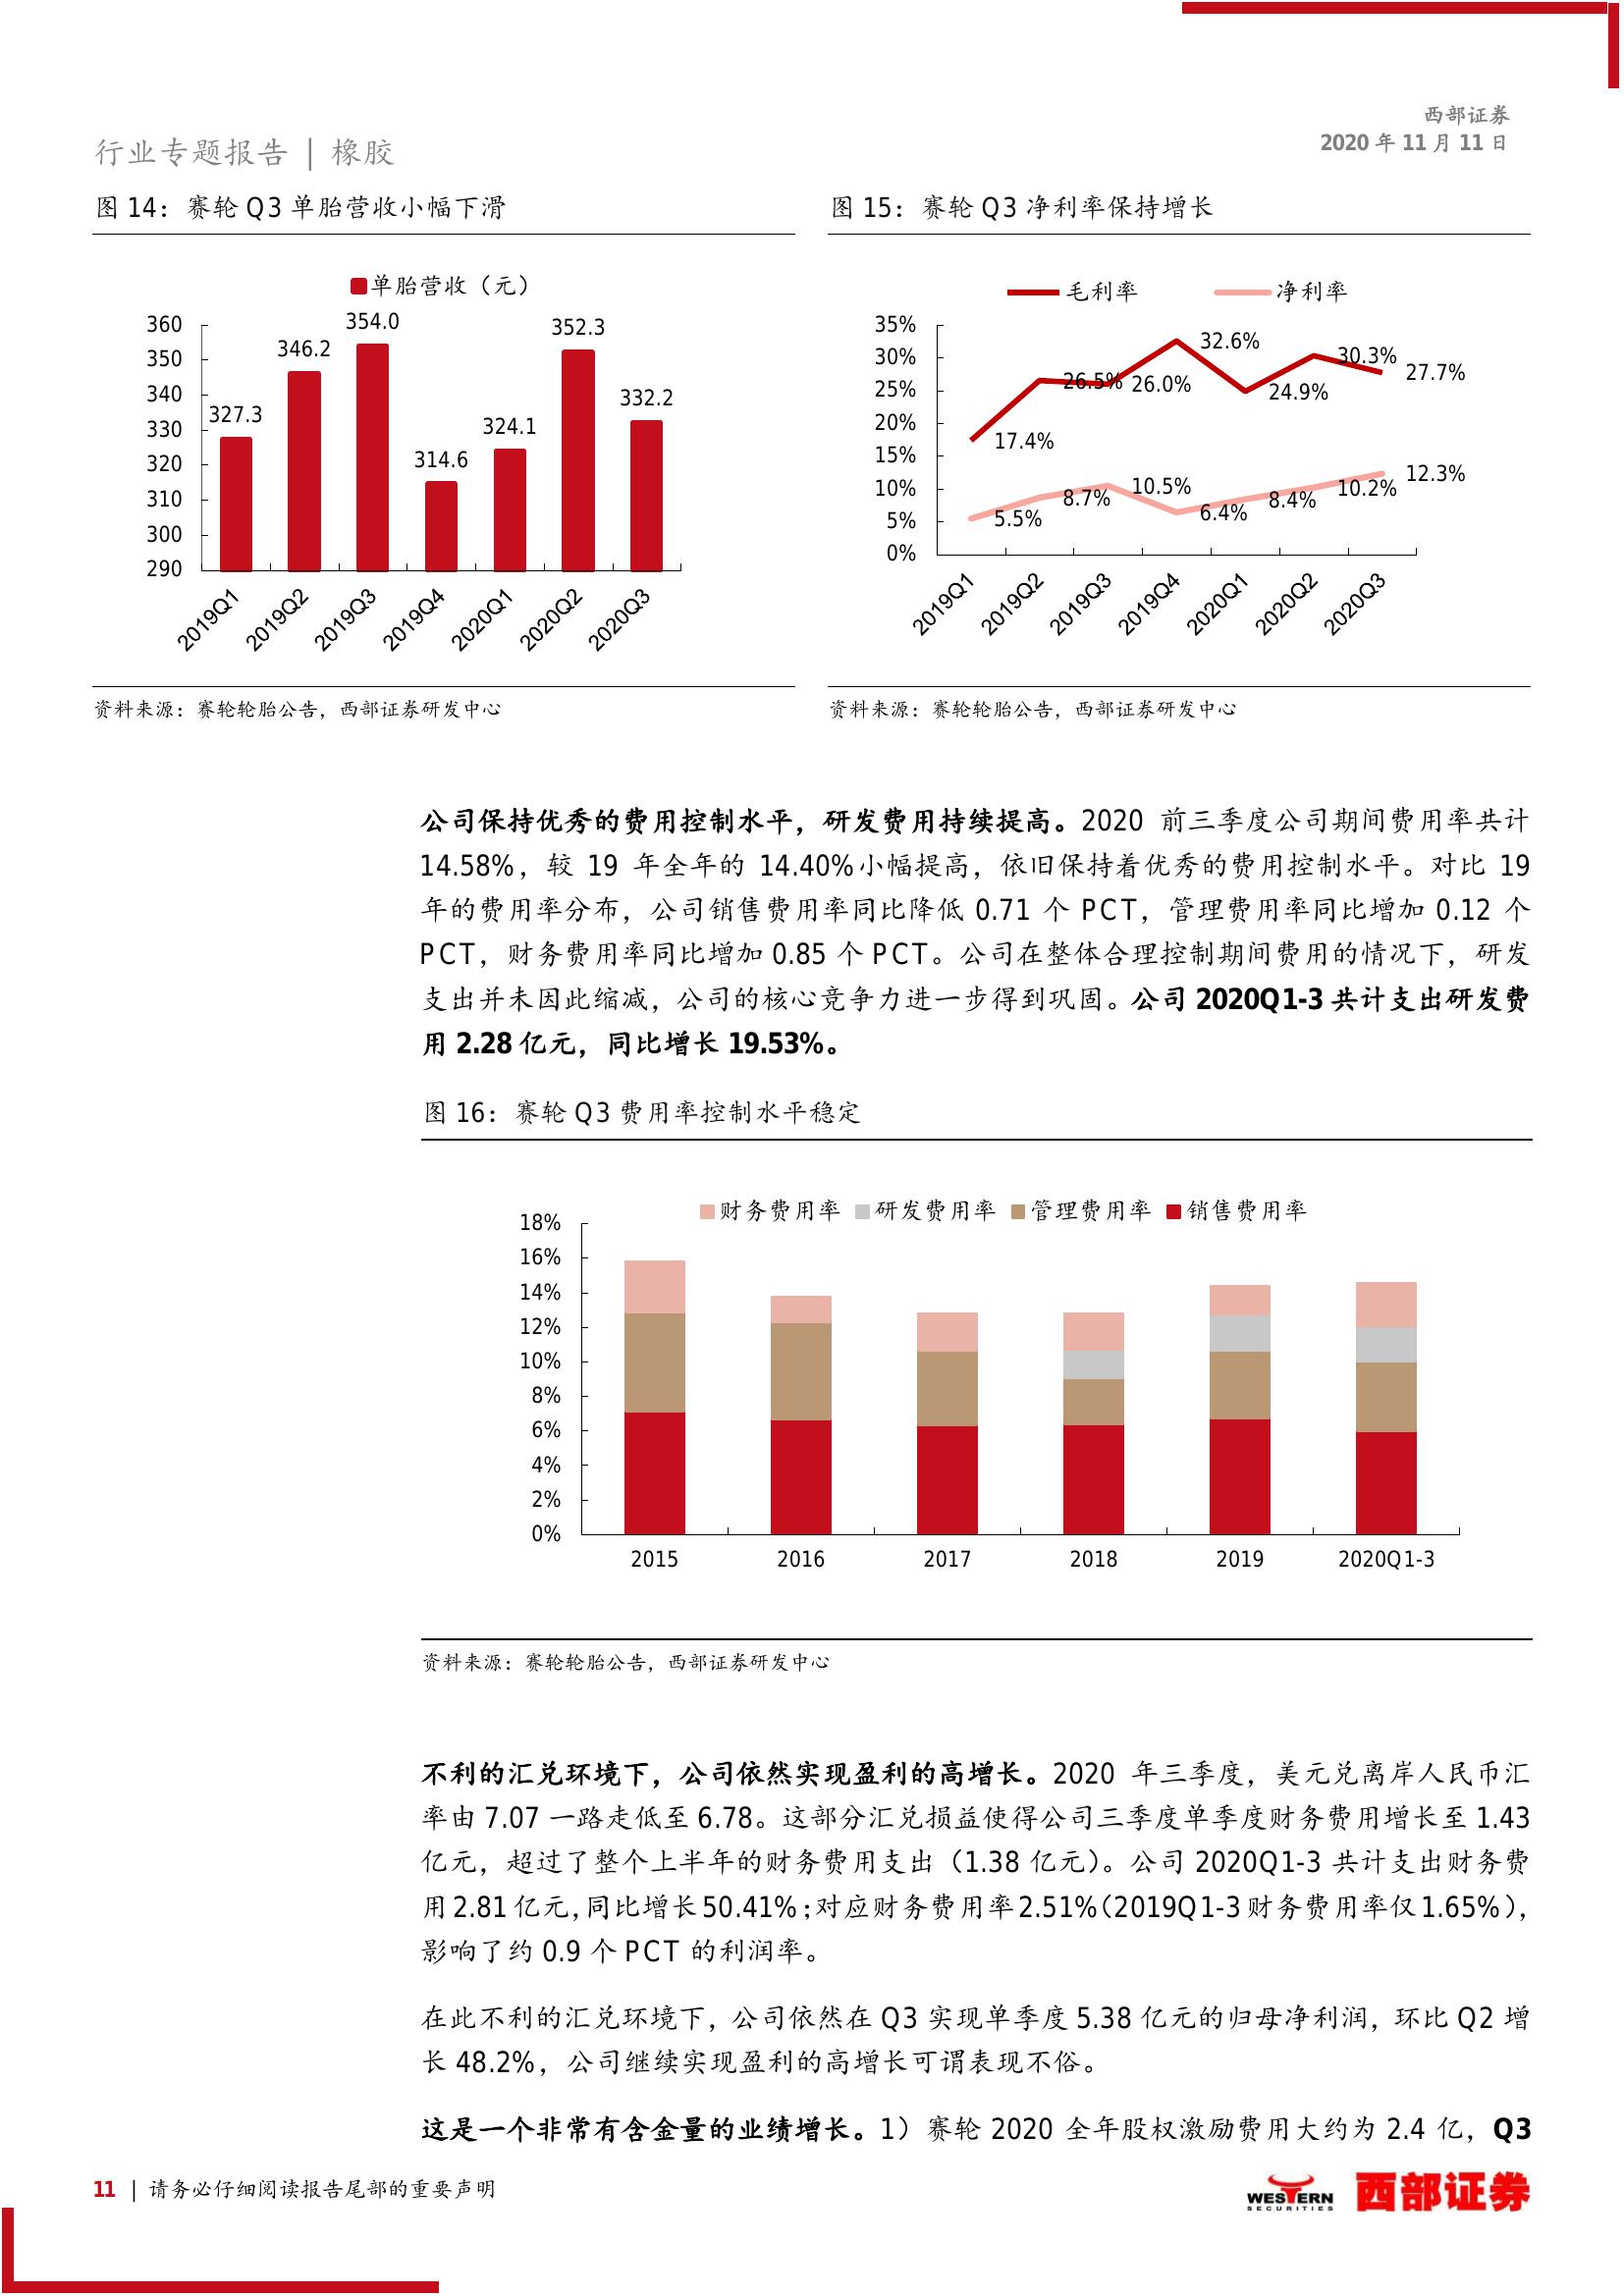 西部证券
2020 年 11 月 11 日
行业专题报告 | 橡胶
图 14：赛轮 Q3 单胎营收小幅下滑
单胎营收（元）
360
350
340
330
320
310
300
290
327.3
346.2
354.0
314.6
324.1
352.3
332.2
2019Q1
2019Q2
2019Q3
2019Q4
2020Q1
2020Q2
2020Q3
资料来源：赛轮轮胎公告，西部证券研发中心
图 15：赛轮 Q3 净利率保持增长
毛利率 净利率
35%
30%
25%
20%
15%
10%
5%
0%
17.4%
26.5%
26.0%
32.6%
24.9%
30.3%
27.7%
5.5%
8.7%
10.5%
6.4%
8.4%
10.2%
12.3%
2019Q1
2019Q2
2019Q3
2019Q4
2020Q1
2020Q2
2020Q3
资料来源：赛轮轮胎公告，西部证券研发中心
公司保持优秀的费用控制水平，研发费用持续提高。2020 前三季度公司期间费用率共计
14.58%，较 19 年全年的 14.40%小幅提高，依旧保持着优秀的费用控制水平。对比 19
年的费用率分布，公司销售费用率同比降低 0.71 个 PCT，管理费用率同比增加 0.12 个
PCT，财务费用率同比增加 0.85 个 PCT。公司在整体合理控制期间费用的情况下，研发
支出并未因此缩减，公司的核心竞争力进一步得到巩固。公司 2020Q1-3 共计支出研发费
用 2.28 亿元，同比增长 19.53%。
图 16：赛轮 Q3 费用率控制水平稳定
财务费用率 研发费用率 管理费用率 销售费用率
18%
16%
14%
12%
10%
8%
6%
4%
2%
0%
2015 2016 2017 2018 2019 2020Q1-3
资料来源：赛轮轮胎公告，西部证券研发中心
不利的汇兑环境下，公司依然实现盈利的高增长。2020 年三季度，美元兑离岸人民币汇
率由 7.07 一路走低至 6.78。这部分汇兑损益使得公司三季度单季度财务费用增长至 1.43
亿元，超过了整个上半年的财务费用支出（1.38 亿元）。公司 2020Q1-3 共计支出财务费
用 2.81 亿元，同比增长 50.41%；对应财务费用率 2.51%（2019Q1-3 财务费用率仅 1.65%），
影响了约 0.9 个 PCT 的利润率。
在此不利的汇兑环境下，公司依然在 Q3 实现单季度 5.38 亿元的归母净利润，环比 Q2 增
长 48.2%，公司继续实现盈利的高增长可谓表现不俗。
这是一个非常有含金量的业绩增长。1）赛轮 2020 全年股权激励费用大约为 2.4 亿，Q3
11 | 请务必仔细阅读报告尾部的重要声明
WESTERN
SECURITIES
西部证券